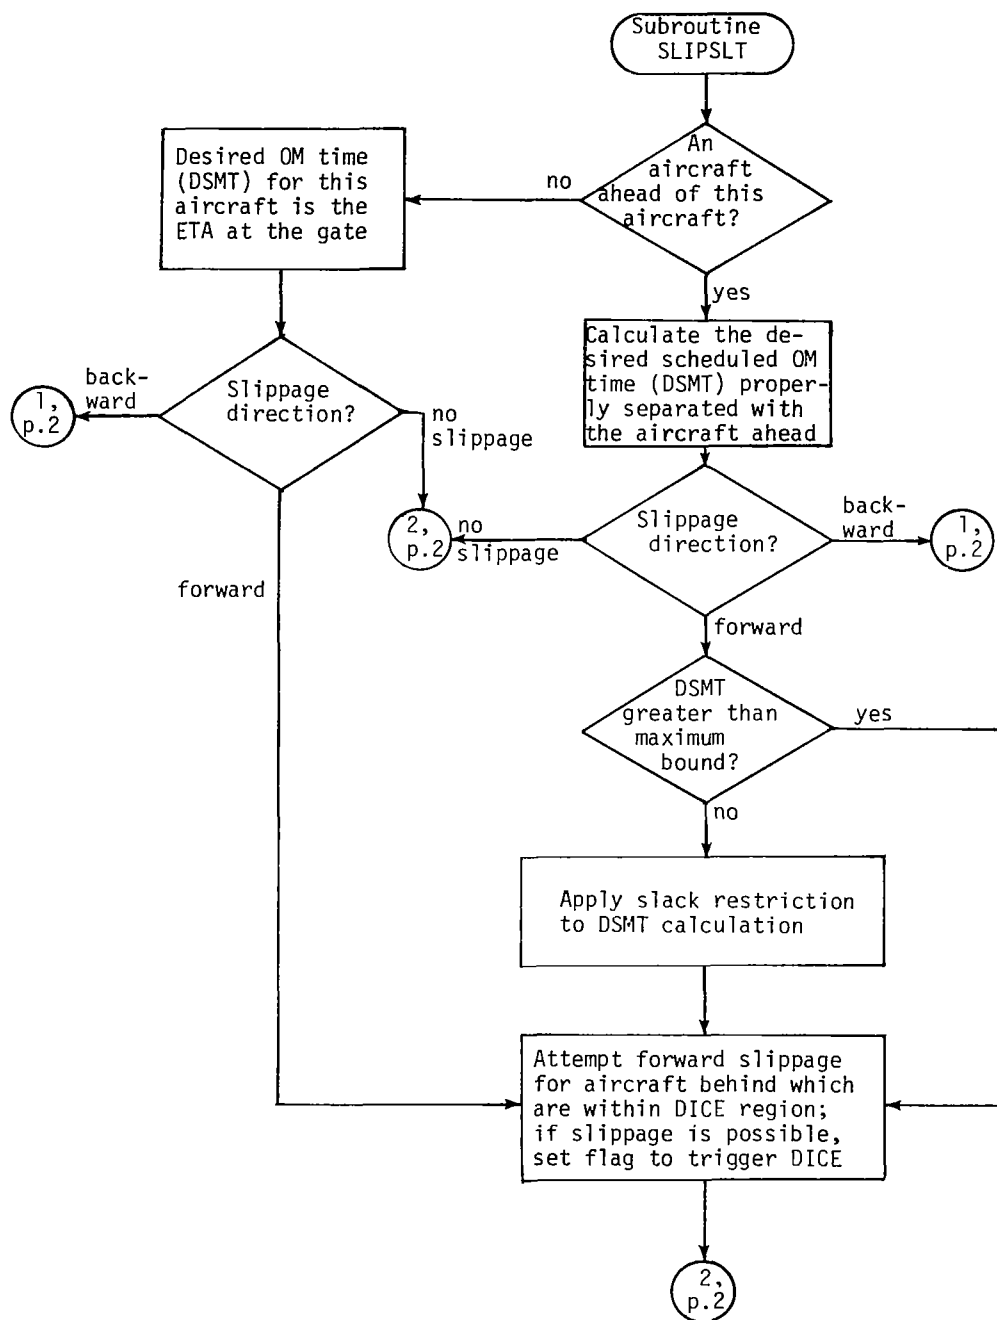 Subroutine
SLIPSLT
An
aircraft
ahead of this
aircraft?
no
yes
Desired OM time
(DSMT) for this
aircraft is the
ETA at the gate
Calculate the de-
sired scheduled OM
time (DSMT) proper-
ly separated with
the aircraft ahead
back-
ward
1,
p.2
Slippage
direction?
no
slippage
2,
p.2
no
slippage
Slippage
direction?
back-
ward
1,
p.2
forward
forward
DSMT
greater than
maximum
bound?
yes
no
Apply slack restriction
to DSMT calculation
Attempt forward slippage
for aircraft behind which
are within DICE region;
if slippage is possible,
set flag to trigger DICE
2,
p.2